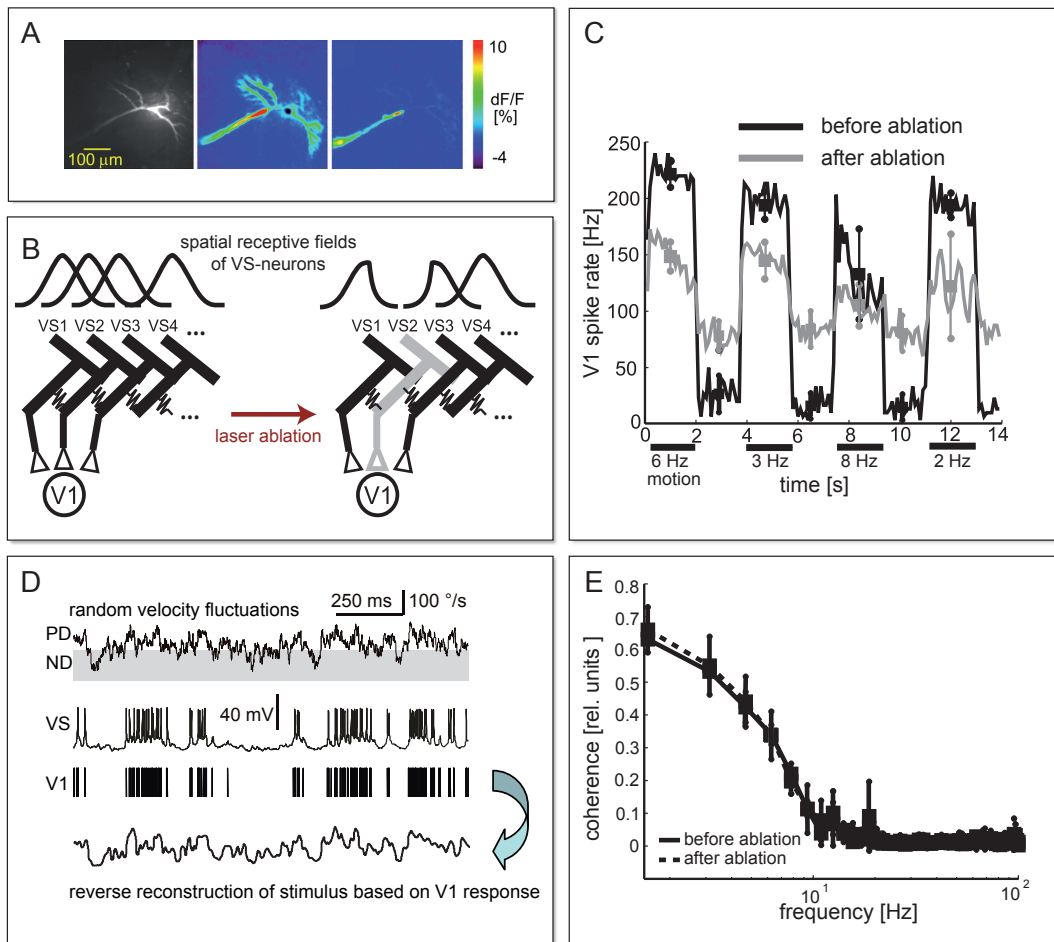 A
10
dF/F
[%]
-4
100 μm
B
spatial receptive fields
of VS-neurons
VS1 VS2 VS3 VS4 ...
...
V1
laser ablation
VS1 VS2 VS3 VS4 ...
...
V1
C
before ablation
after ablation
V1 spike rate [Hz]
250
200
150
100
50
0
0 2 4 6 8 10 12 14
6 Hz 3 Hz 8 Hz 2 Hz
motion
time [s]
D
random velocity fluctuations
250 ms
100 °/s
PD
ND
40 mV
VS
V1
reverse reconstruction of stimulus based on V1 response
E
coherence [rel. units]
0.8
0.7
0.6
0.5
0.4
0.3
0.2
0.1
0
before ablation
after ablation
10¹ 10²
frequency [Hz]